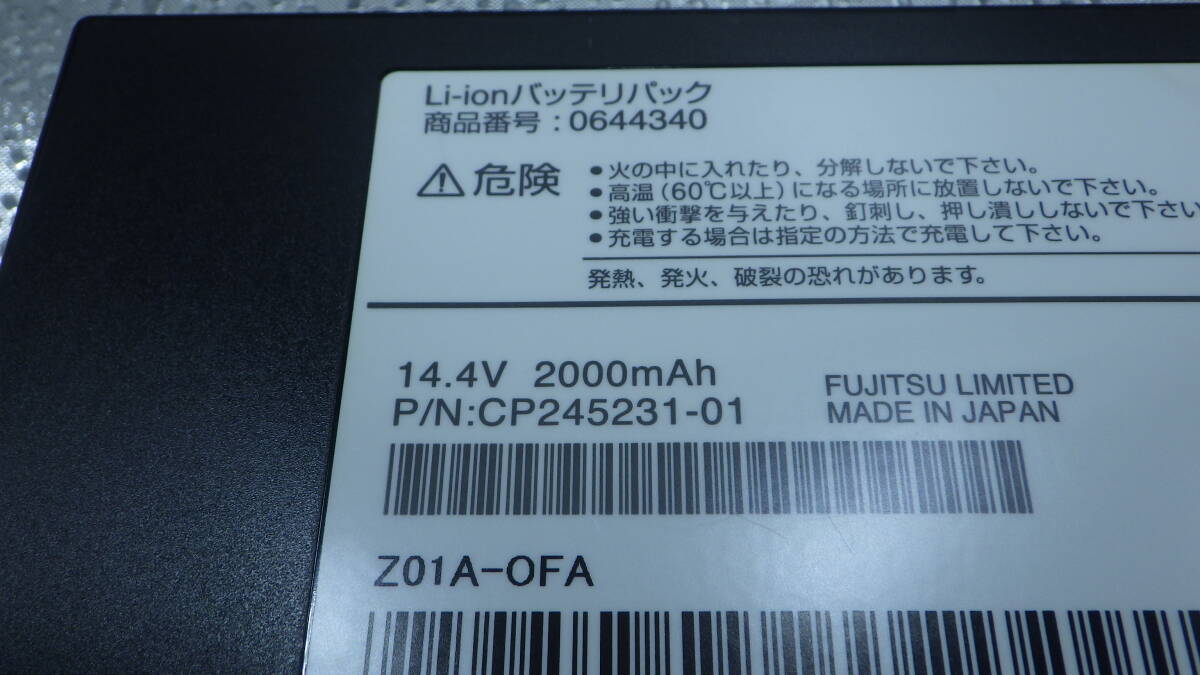 Li-ionバッテリパック
商品番号：0644340
⚠危険
●火の中に入れたり、分解しないで下さい。
●高温（60℃以上）になる場所に放置しないで下さい。
●強い衝撃を与えたり、釘刺し、押し潰ししないで下さい
●充電する場合は指定の方法で充電して下さい。
発熱、発火、破裂の恐れがあります。
14.4V 2000mAh
P/N:CP245231-01
FUJITSU LIMITED
MADE IN JAPAN
Z01A-OFA